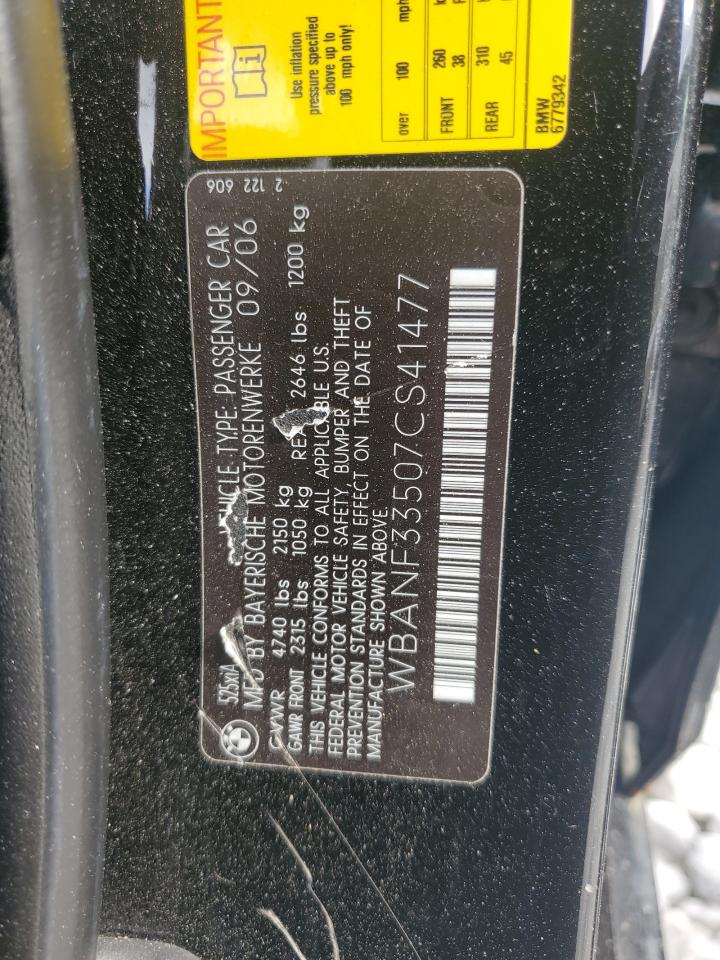 IMPORTANT
Use inflation
pressure specified
above up to
100 mph only!
over 100 mph
260
FRONT 38
310
REAR 45
BMW
6779342
2 122 606
525xiA VEHICLE TYPE: PASSENGER CAR
MFD BY BAYERISCHE MOTORENWERKE 09/06
GVWR 4740 lbs 2150 kg
GAWR FRONT 2315 lbs 1050 kg 2646 lbs 1200 kg
THIS VEHICLE CONFORMS TO ALL APPLICABLE U.S.
FEDERAL MOTOR VEHICLE SAFETY, BUMPER AND THEFT
PREVENTION STANDARDS IN EFFECT ON THE DATE OF
MANUFACTURE SHOWN ABOVE.
WBANF33507CS41477